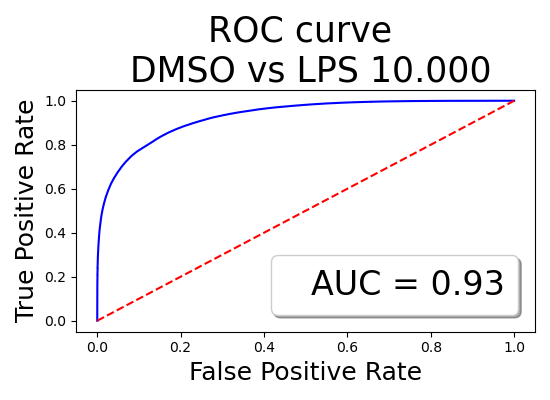 ROC curve
DMSO vs LPS 10.000
True Positive Rate
1.0
0.8
0.6
0.4
0.2
0.0
AUC = 0.93
0.0 0.2 0.4 0.6 0.8 1.0
False Positive Rate